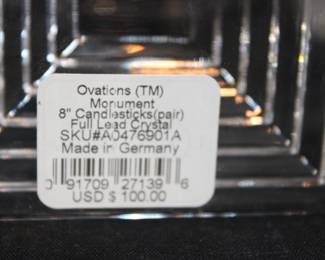 Ovations (TM)
Monument
8" Candlesticks(pair)
Full Lead Crystal
SKU#A0476901A
Made in Germany
0 91709 27139 6
USD $ 100.00